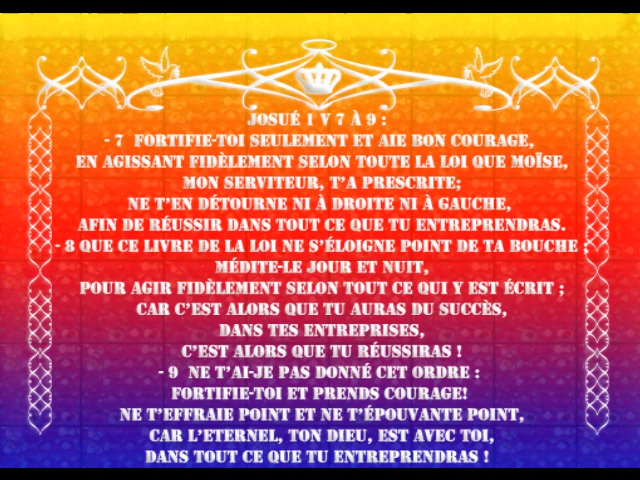 JOSUÉ 1 V 7 À 9 :
- 7 FORTIFIE-TOI SEULEMENT ET AIE BON COURAGE,
EN AGISSANT FIDÈLEMENT SELON TOUTE LA LOI QUE MOÏSE,
MON SERVITEUR, T'A PRESCRITE;
NE T'EN DÉTOURNE NI À DROITE NI À GAUCHE,
AFIN DE RÉUSSIR DANS TOUT CE QUE TU ENTREPRENDRAS.
- 8 QUE CE LIVRE DE LA LOI NE S'ÉLOIGNE POINT DE TA BOUCHE ;
MÉDITE-LE JOUR ET NUIT,
POUR AGIR FIDÈLEMENT SELON TOUT CE QUI Y EST ÉCRIT ;
CAR C'EST ALORS QUE TU AURAS DU SUCCÈS,
DANS TES ENTREPRISES,
C'EST ALORS QUE TU RÉUSSIRAS !
- 9 NE T'AI-JE PAS DONNÉ CET ORDRE :
FORTIFIE-TOI ET PRENDS COURAGE!
NE T'EFFRAIE POINT ET NE T'ÉPOUVANTE POINT,
CAR L'ETERNEL, TON DIEU, EST AVEC TOI,
DANS TOUT CE QUE TU ENTREPRENDRAS !